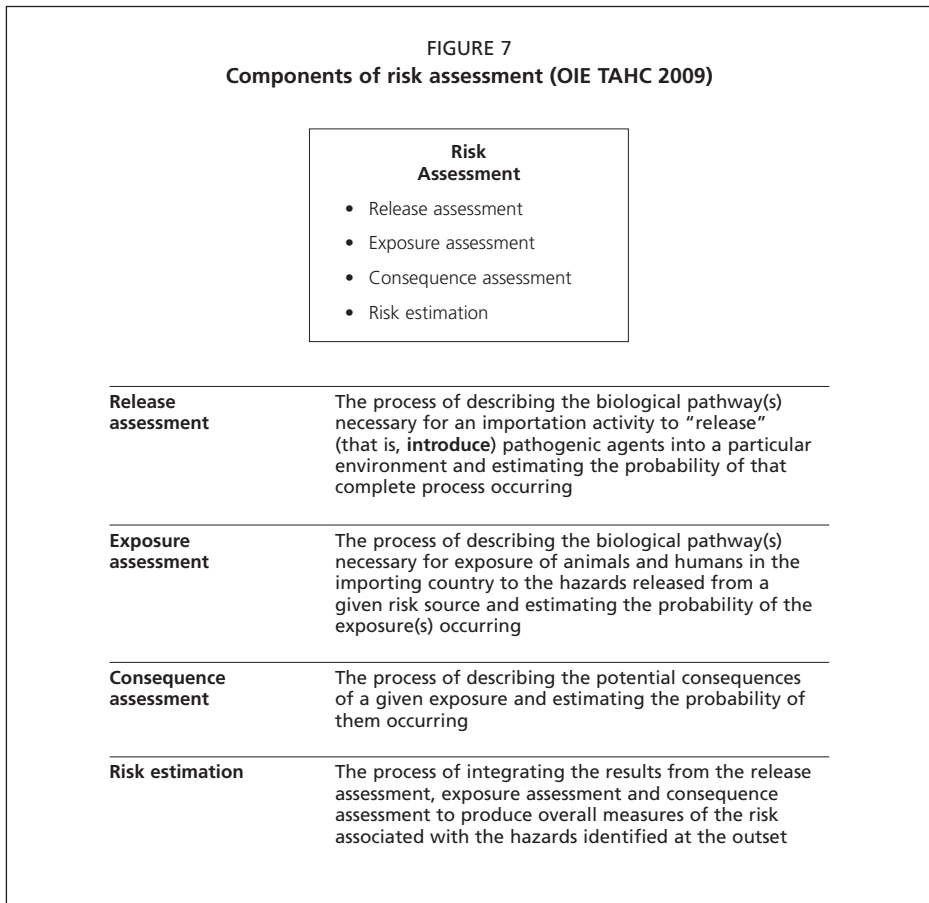 FIGURE 7
Components of risk assessment (OIE TAHC 2009)
Risk
Assessment
• Release assessment
• Exposure assessment
• Consequence assessment
• Risk estimation
Release
assessment
The process of describing the biological pathway(s)
necessary for an importation activity to “release”
(that is, introduce) pathogenic agents into a particular
environment and estimating the probability of that
complete process occurring
Exposure
assessment
The process of describing the biological pathway(s)
necessary for exposure of animals and humans in the
importing country to the hazards released from a
given risk source and estimating the probability of the
exposure(s) occurring
Consequence
assessment
The process of describing the potential consequences
of a given exposure and estimating the probability of
them occurring
Risk estimation
The process of integrating the results from the release
assessment, exposure assessment and consequence
assessment to produce overall measures of the risk
associated with the hazards identified at the outset